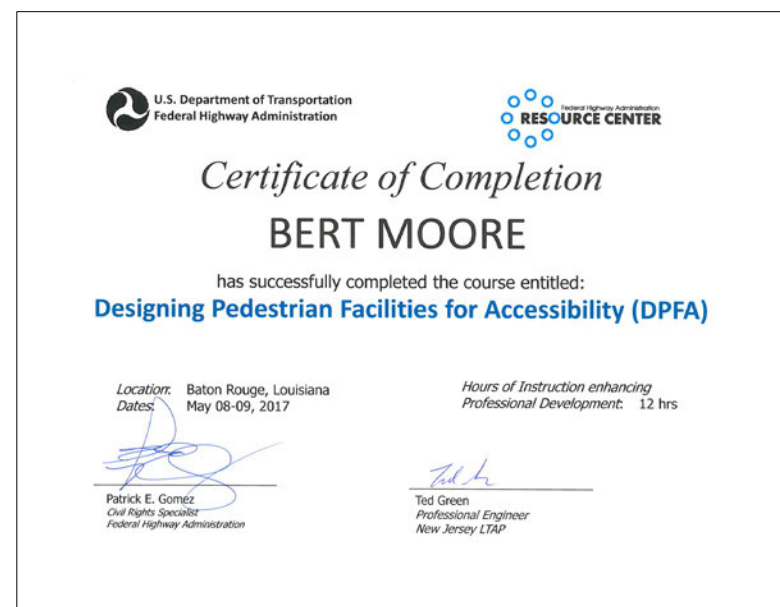 U.S. Department of Transportation
Federal Highway Administration
Federal Highway Administration
RESOURCE CENTER
Certificate of Completion
BERT MOORE
has successfully completed the course entitled:
Designing Pedestrian Facilities for Accessibility (DPFA)
Location: Baton Rouge, Louisiana
Dates: May 08-09, 2017
Hours of Instruction enhancing
Professional Development: 12 hrs
Patrick E. Gomez
Civil Rights Specialist
Federal Highway Administration
Ted Green
Professional Engineer
New Jersey LTAP